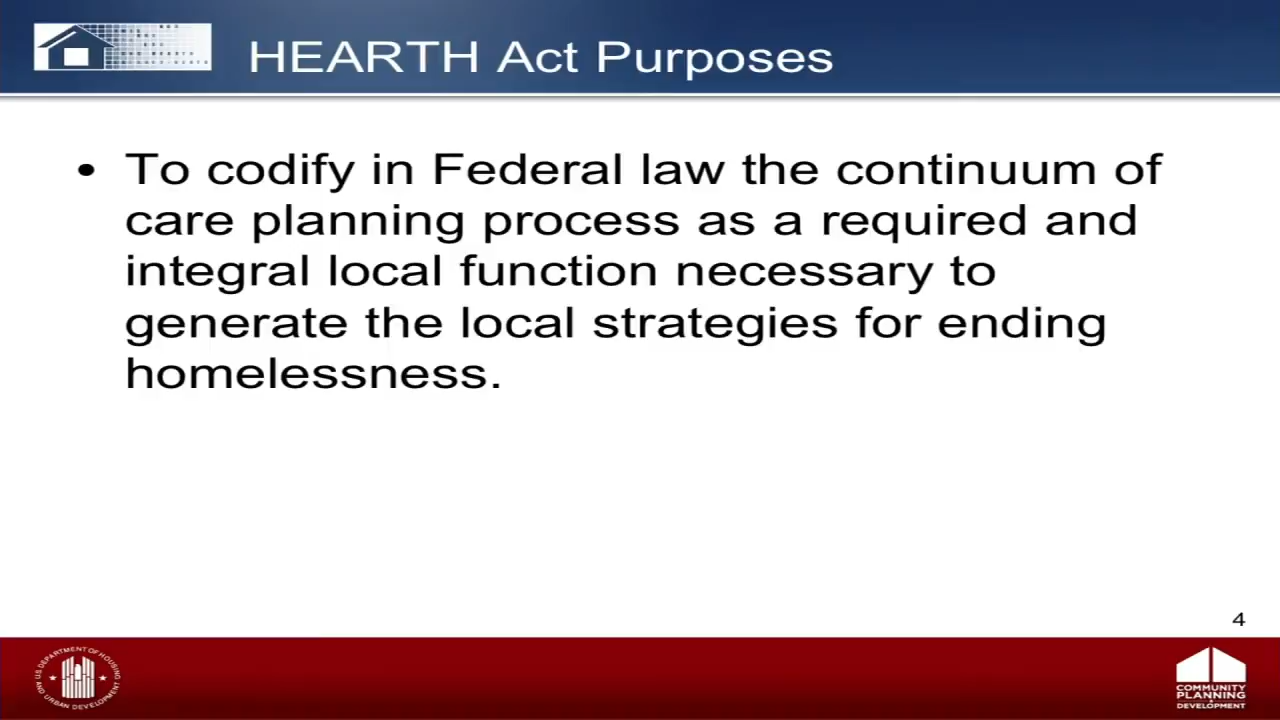 HEARTH Act Purposes
• To codify in Federal law the continuum of
care planning process as a required and
integral local function necessary to
generate the local strategies for ending
homelessness.
4
U.S. DEPARTMENT OF HOUSING
AND URBAN DEVELOPMENT
COMMUNITY
PLANNING
DEVELOPMENT